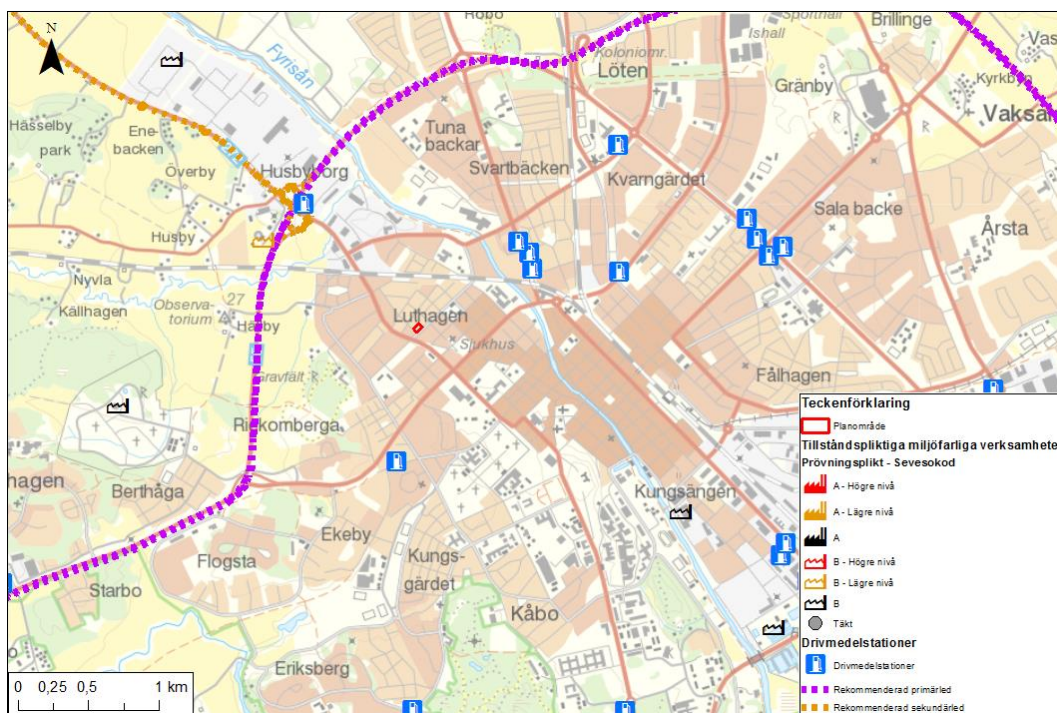 Robo
Koloniomr.
Löten
Sporthall
Ishall
Brillinge
Vas
Kyrkbyn
Vaksa
Gränby
N
Fyrisån
Hässelby
park
Ene-
backen
Överby
Husbyborg
Tuna
backar
Svartbäcken
Kvarngärdet
Sala backe
Årsta
Husby
Nyvla
Källhagen
Observa-
torium
27
Håby
Luthagen
Sjukhus
Gravfält
Rickomberga
Fålhagen
hagen
Berthåga
Kungsängen
Ekeby
Flogsta
Kungs-
gärdet
Starbo
Kåbo
Eriksberg
0 0,25 0,5 1 km
Teckenförklaring
Planområde
Tillståndspliktiga miljöfarliga verksamhete
Prövningsplikt - Sevesokod
A - Högre nivå
A - Lägre nivå
A
B - Högre nivå
B - Lägre nivå
B
Täkt
Drivmedelstationer
Drivmedelstationer
Rekommenderad primärled
Rekommenderad sekundärled